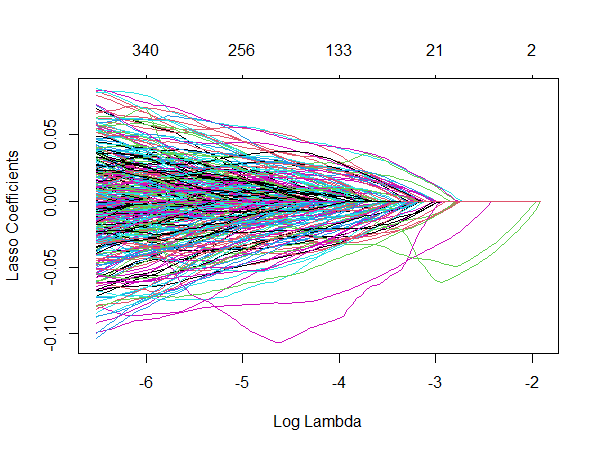 340 256 133 21 2
0.05
0.00
-0.05
-0.10
Lasso Coefficients
-6 -5 -4 -3 -2
Log Lambda